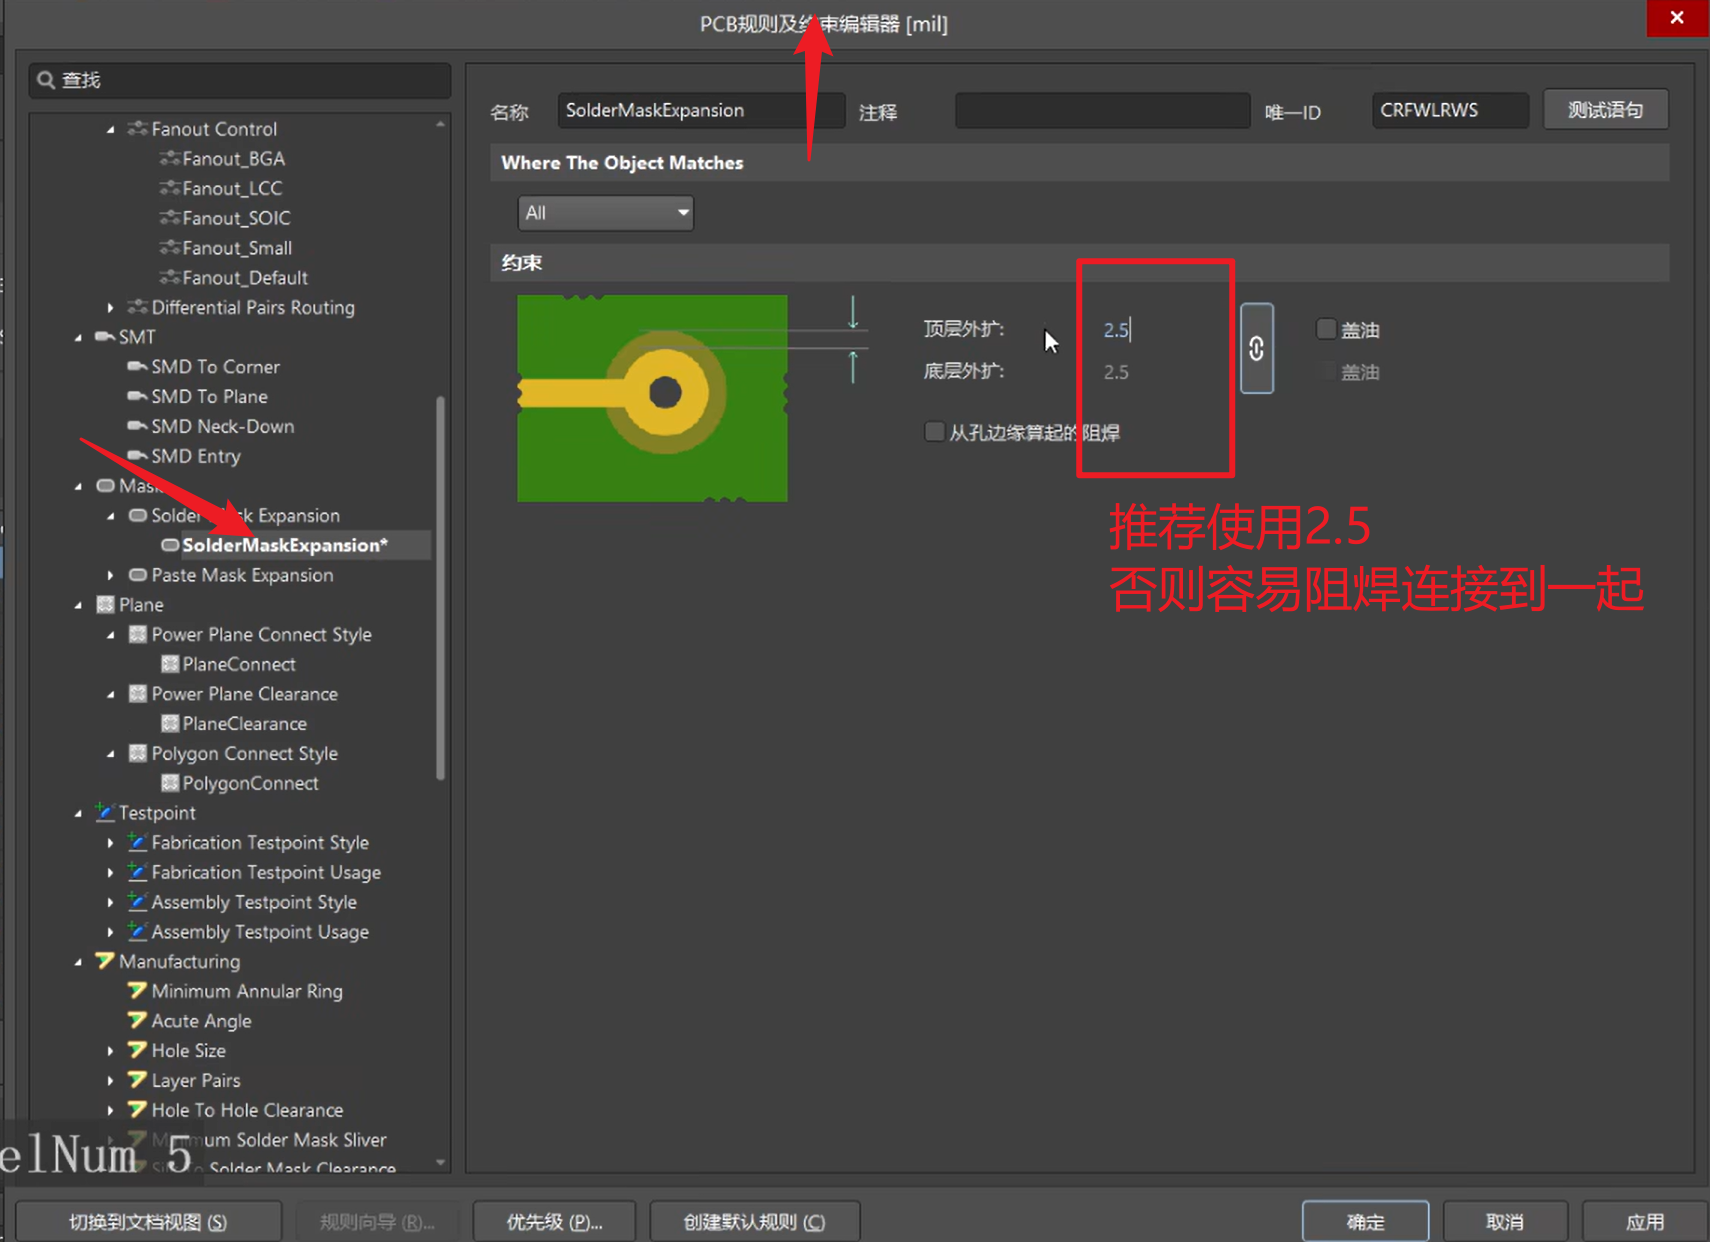 PCB规则及约束编辑器 [mil]
查找
Fanout Control
Fanout_BGA
Fanout_LCC
Fanout_SOIC
Fanout_Small
Fanout_Default
Differential Pairs Routing
SMT
SMD To Corner
SMD To Plane
SMD Neck-Down
SMD Entry
Mask
Solder Mask Expansion
SolderMaskExpansion*
Paste Mask Expansion
Plane
Power Plane Connect Style
PlaneConnect
Power Plane Clearance
PlaneClearance
Polygon Connect Style
PolygonConnect
Testpoint
Fabrication Testpoint Style
Fabrication Testpoint Usage
Assembly Testpoint Style
Assembly Testpoint Usage
Manufacturing
Minimum Annular Ring
Acute Angle
Hole Size
Layer Pairs
Hole To Hole Clearance
Minimum Solder Mask Sliver
Solder Mask Clearance
elNum 5
名称 SolderMaskExpansion 注释 唯一ID CRFWLRWS 测试语句
Where The Object Matches
All
约束
顶层外扩: 2.5 盖油
底层外扩: 2.5 盖油
从孔边缘算起的阻焊
推荐使用2.5
否则容易阻焊连接到一起
切换到文档视图 (S) 规则向导 (R)... 优先级 (P)... 创建默认规则 (C) 确定 取消 应用